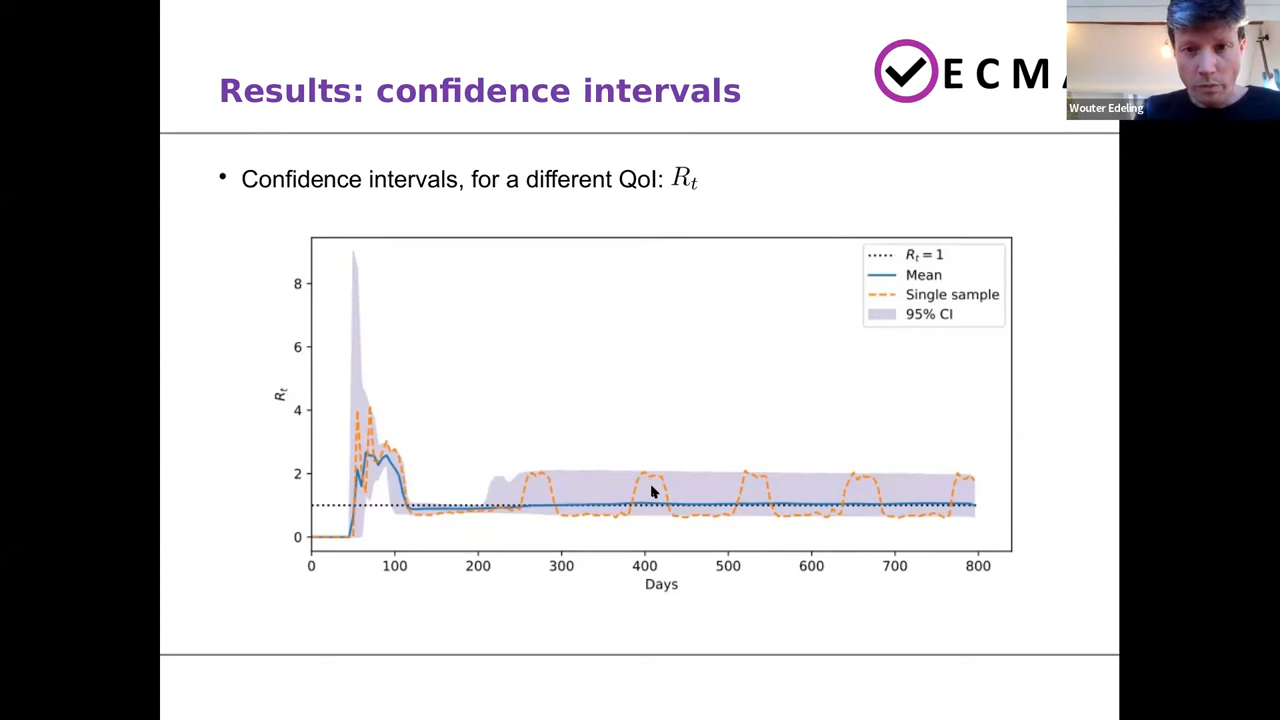 Results: confidence intervals
ECMA
Wouter Edeling
• Confidence intervals, for a different QoI: Rₜ
Rₜ = 1
Mean
Single sample
95% CI
8
6
4
2
0
Rₜ
0 100 200 300 400 500 600 700 800
Days